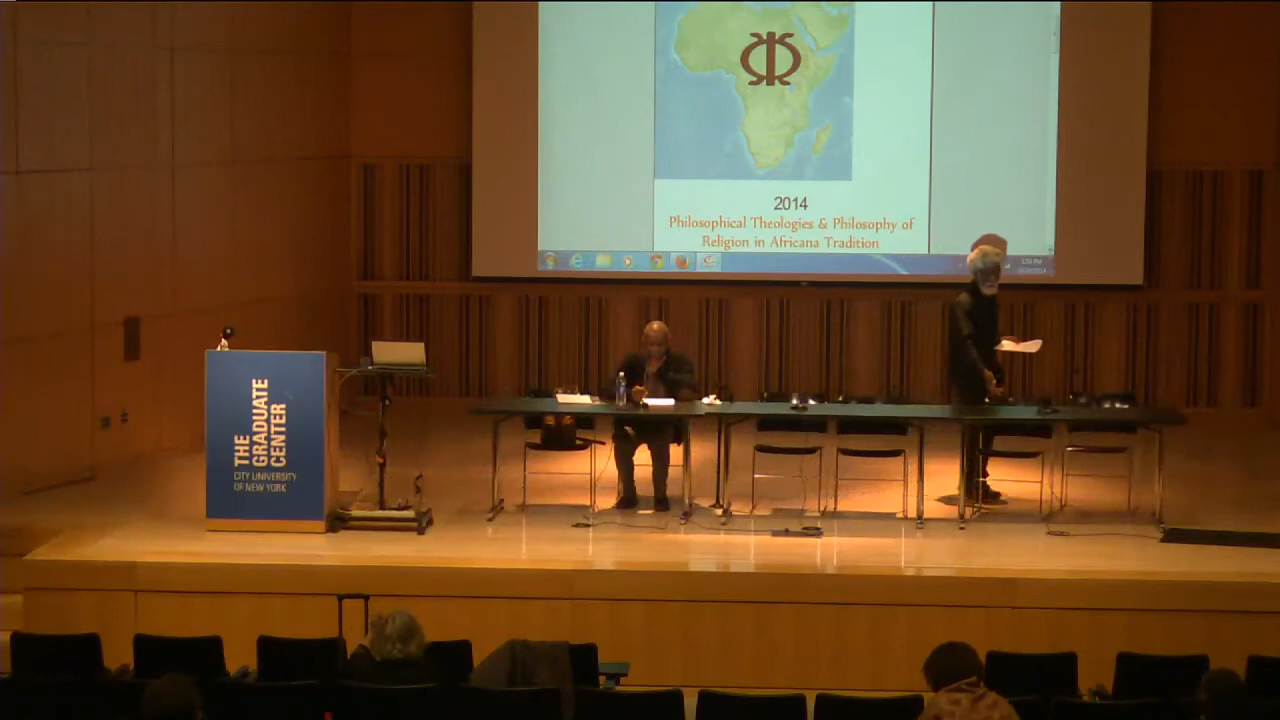 2014
Philosophical Theologies & Philosophy of
Religion in Africana Tradition
THE
GRADUATE
CENTER
CITY UNIVERSITY
OF NEW YORK